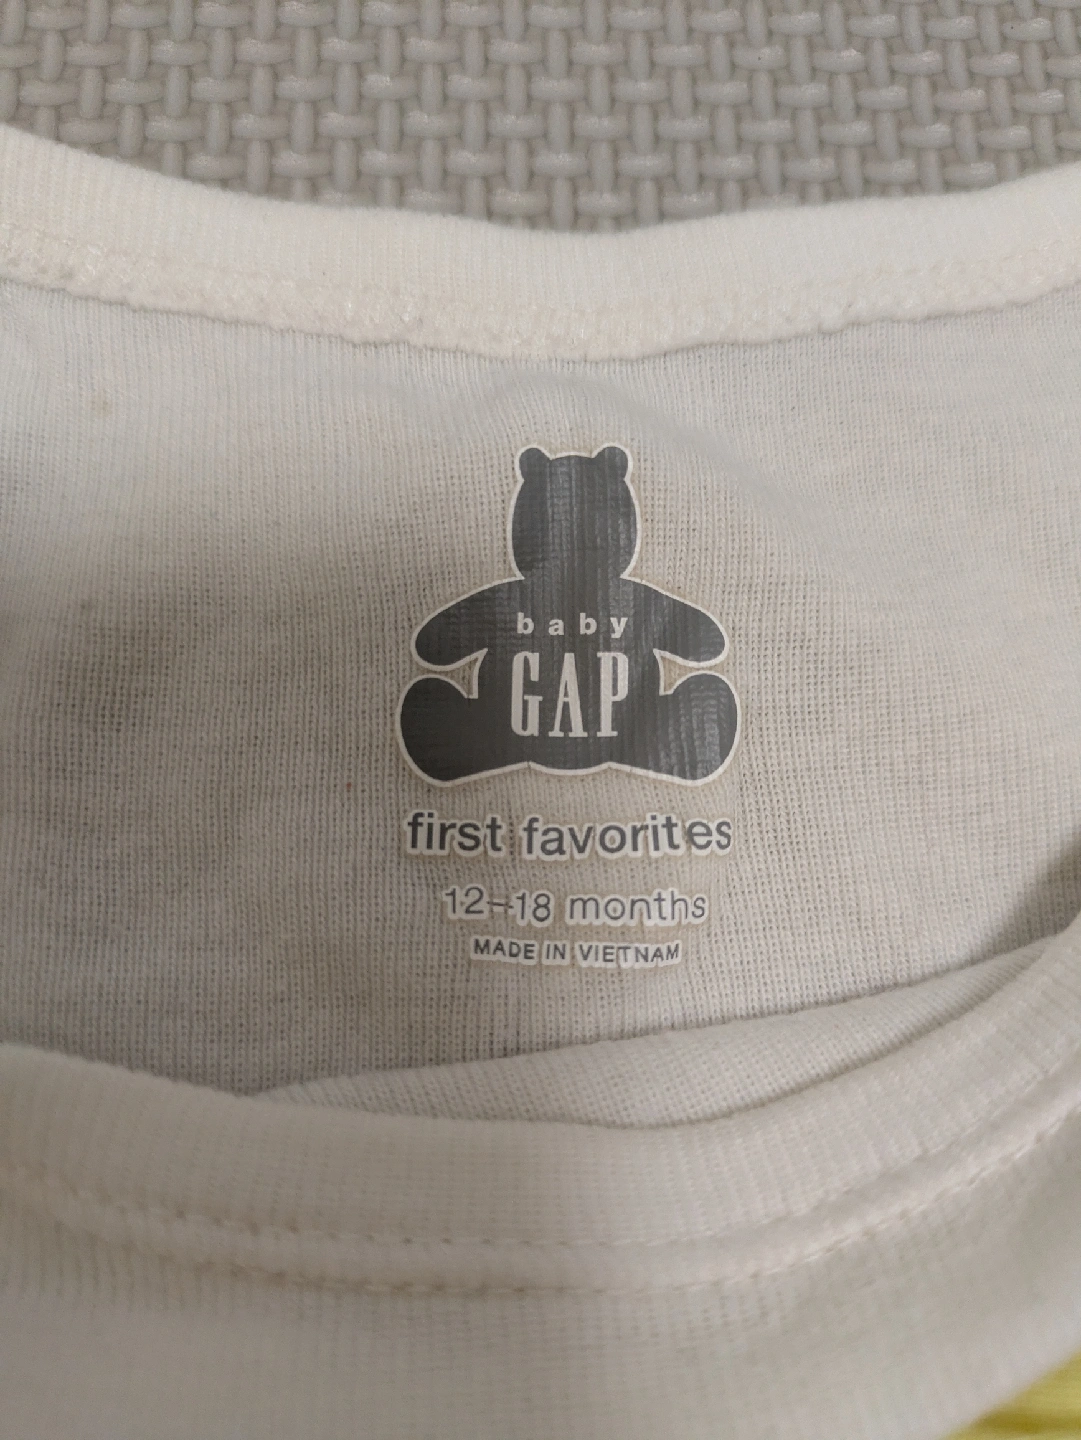 baby
GAP
first favorites
12-18 months
MADE IN VIETNAM